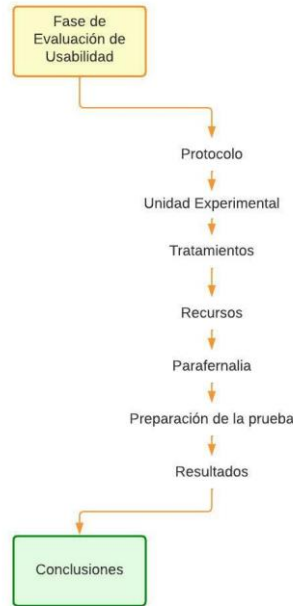 Fase de
Evaluación de
Usabilidad
Protocolo
Unidad Experimental
Tratamientos
Recursos
Parafernalia
Preparación de la prueba
Resultados
Conclusiones